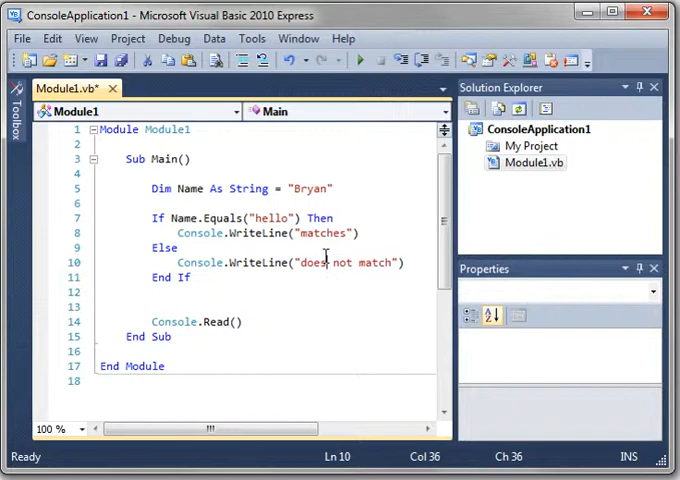 ConsoleApplication1 - Microsoft Visual Basic 2010 Express
File Edit View Project Debug Data Tools Window Help
Module1.vb* Solution Explorer
Toolbox
Module1 Main
ConsoleApplication1
My Project
Module1.vb
1 Module Module1
2
3 Sub Main()
4
5 Dim Name As String = "Bryan"
6
7 If Name.Equals("hello") Then
8 Console.WriteLine("matches")
9 Else
10 Console.WriteLine("does not match")
11 End If
12
13
14 Console.Read()
15 End Sub
16
17 End Module
18
Properties
100 %
Ready Ln 10 Col 36 Ch 36 INS